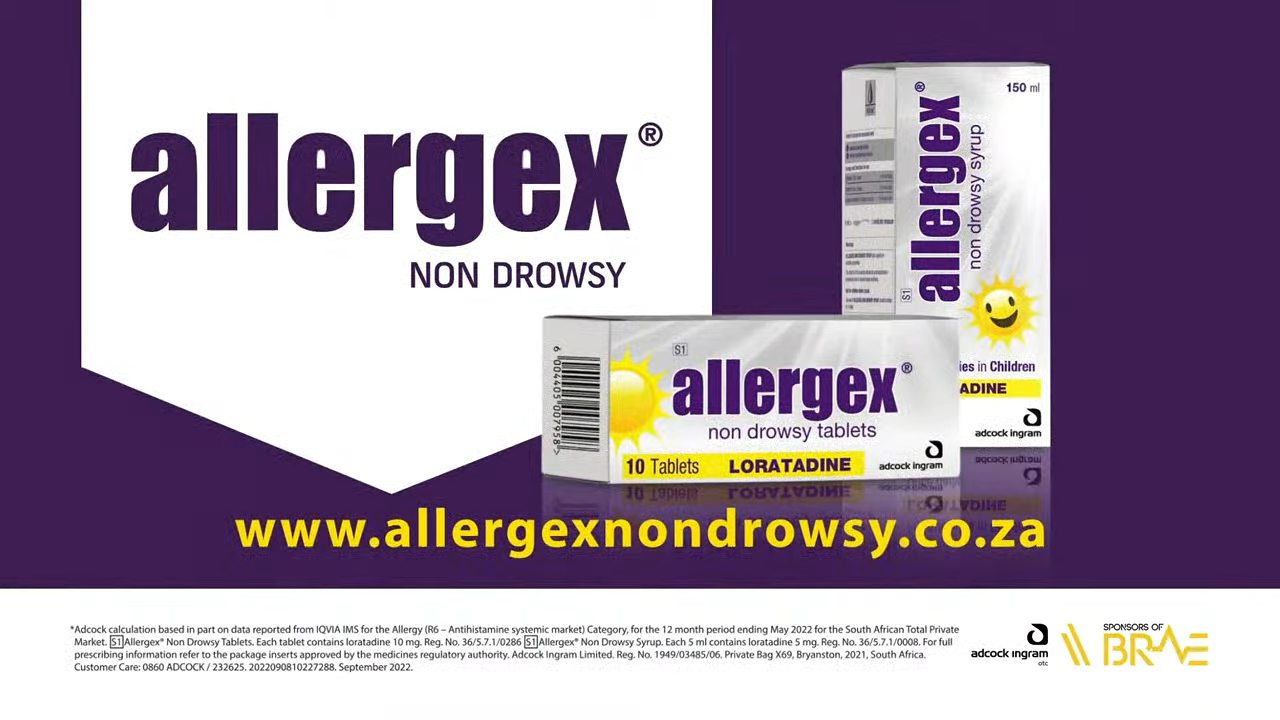 allergex®
NON DROWSY
150 ml
allergex®
non drowsy syrup
S1
ies in Children
ADINE
adcock ingram
6 004405 007958 >
S1
allergex®
non drowsy tablets
10 Tablets LORATADINE
adcock ingram
www.allergexnondrowsy.co.za
*Adcock calculation based in part on data reported from IQVIA IMS for the Allergy (R6 – Antihistamine systemic market) Category, for the 12 month period ending May 2022 for the South African Total Private
Market. S1 Allergex® Non Drowsy Tablets. Each tablet contains loratadine 10 mg. Reg. No. 36/5.7.1/0286 S1 Allergex® Non Drowsy Syrup. Each 5 ml contains loratadine 5 mg. Reg. No. 36/5.7.1/0008. For full
prescribing information refer to the package inserts approved by the medicines regulatory authority. Adcock Ingram Limited. Reg. No. 1949/03485/06. Private Bag X69, Bryanston, 2021, South Africa.
Customer Care: 0860 ADCOCK / 232625. 2022090810227288. September 2022.
adcock ingram
otc
SPONSORS OF
BRAVE